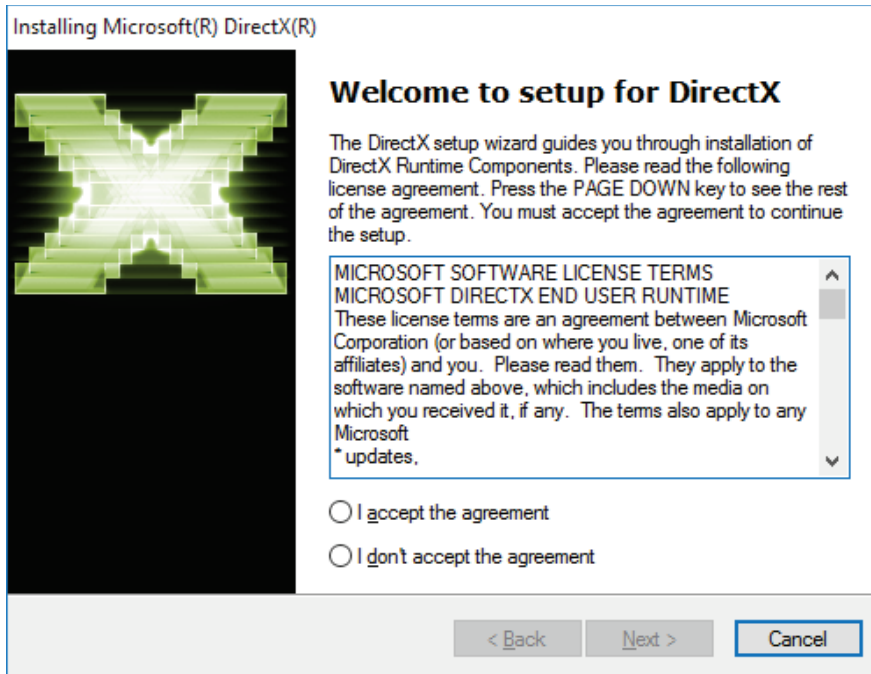 Installing Microsoft(R) DirectX(R)
Welcome to setup for DirectX
The DirectX setup wizard guides you through installation of
DirectX Runtime Components. Please read the following
license agreement. Press the PAGE DOWN key to see the rest
of the agreement. You must accept the agreement to continue
the setup.
MICROSOFT SOFTWARE LICENSE TERMS
MICROSOFT DIRECTX END USER RUNTIME
These license terms are an agreement between Microsoft
Corporation (or based on where you live, one of its
affiliates) and you.  Please read them.  They apply to the
software named above, which includes the media on
which you received it, if any.  The terms also apply to any
Microsoft
* updates,
I accept the agreement
I don't accept the agreement
< Back Next > Cancel